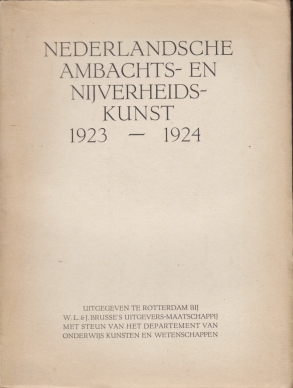 NEDERLANDSCHE
AMBACHTS- EN
NIJVERHEIDS-
KUNST
1923 — 1924
UITGEGEVEN TE ROTTERDAM BIJ
W. L. & J. BRUSSE'S UITGEVERS-MAATSCHAPPIJ
MET STEUN VAN HET DEPARTEMENT VAN
ONDERWIJS KUNSTEN EN WETENSCHAPPEN